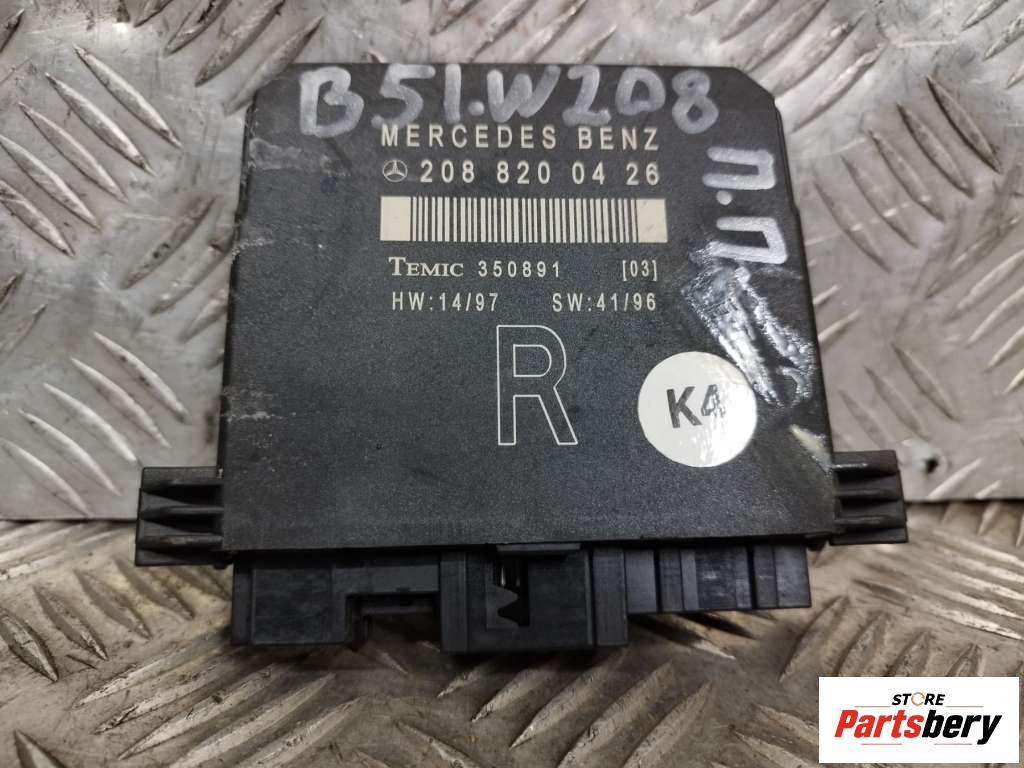 B51.W208
MERCEDES BENZ
208 820 04 26
П.П.
TEMIC 350891 [03]
HW:14/97 SW:41/96
R
K4
STORE
Partsbery